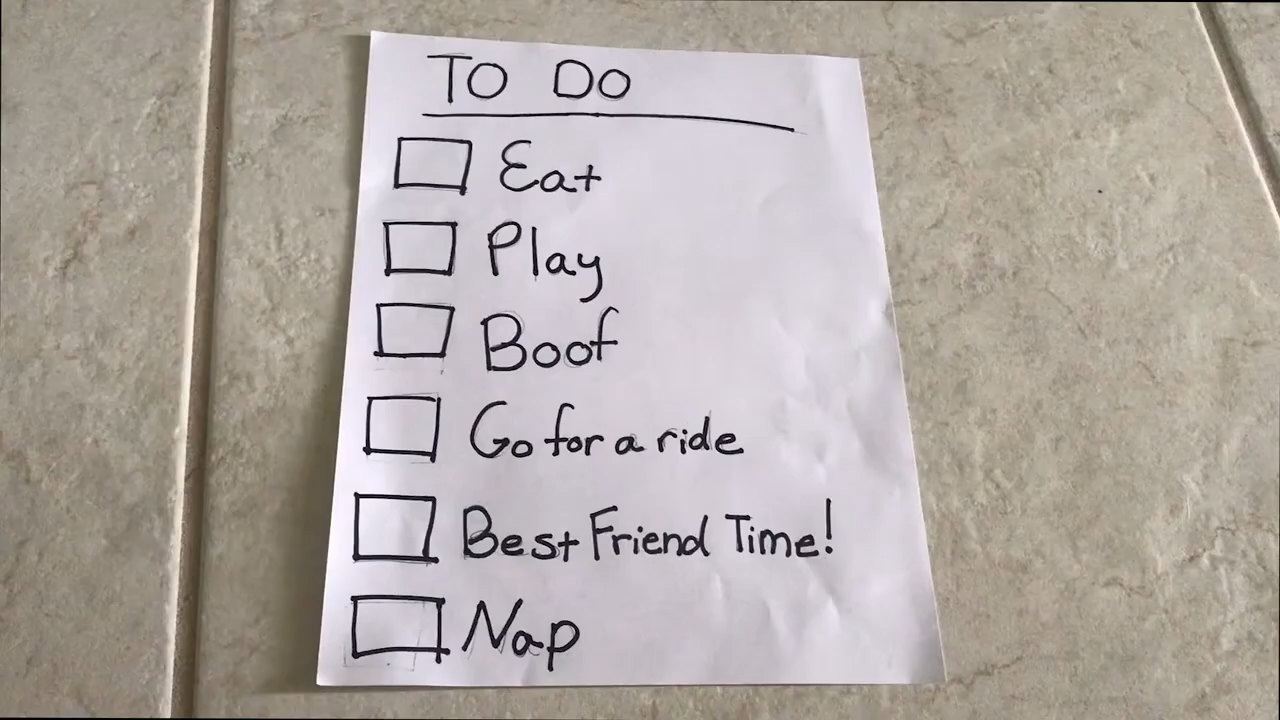 TO DO
Eat
Play
Boof
Go for a ride
Best Friend Time!
Nap